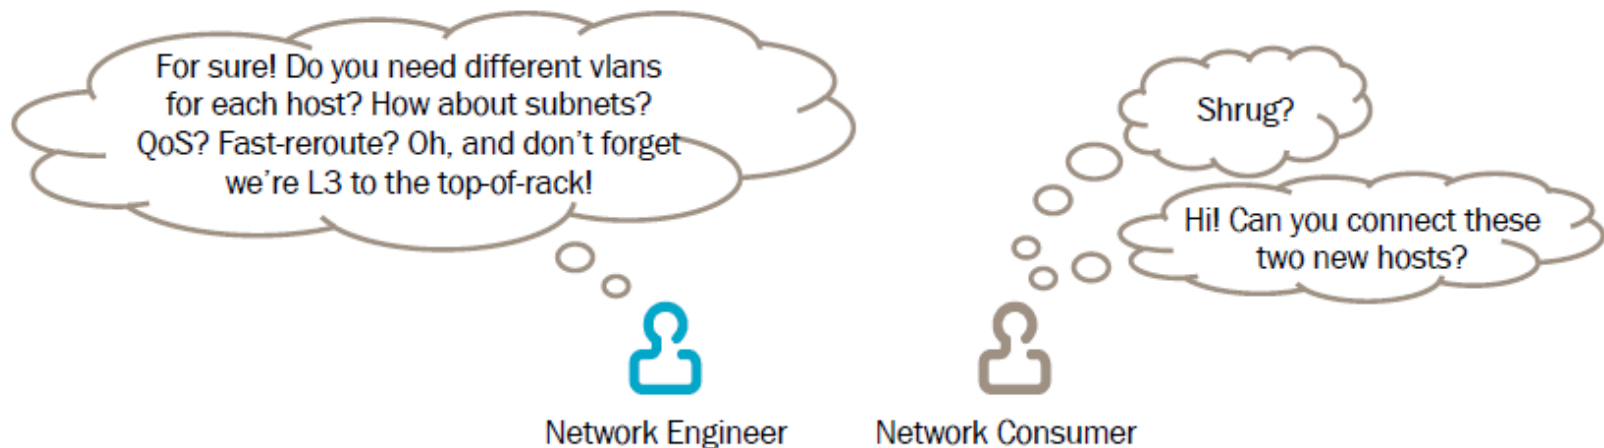 For sure! Do you need different vlans
for each host? How about subnets?
QoS? Fast-reroute? Oh, and don't forget
we're L3 to the top-of-rack!
Shrug?
Hi! Can you connect these
two new hosts?
Network Engineer
Network Consumer